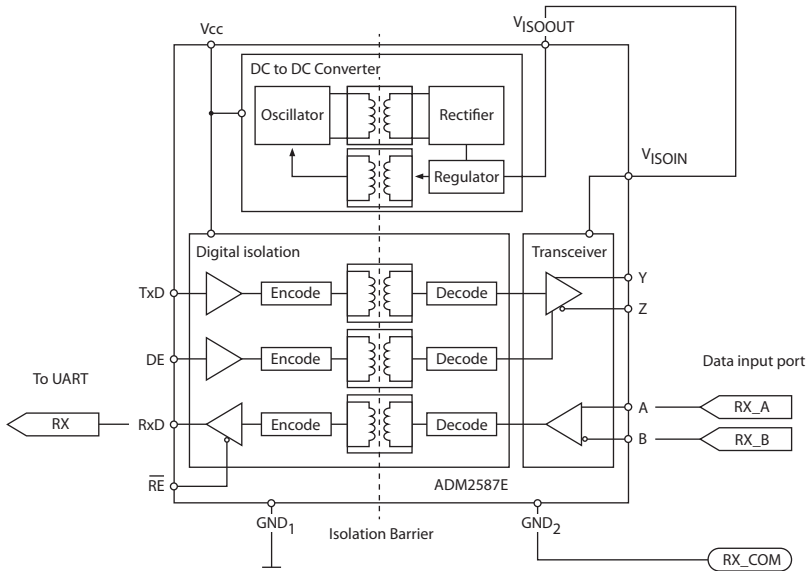 Vcc
VISOOUT
DC to DC Converter
Oscillator
Rectifier
Regulator
VISOIN
Digital isolation
Transceiver
TxD
Encode
Decode
Y
Z
DE
Encode
Decode
To UART
Data input port
RX
RxD
Encode
Decode
A
RX_A
B
RX_B
RE
ADM2587E
GND1
Isolation Barrier
GND2
RX_COM